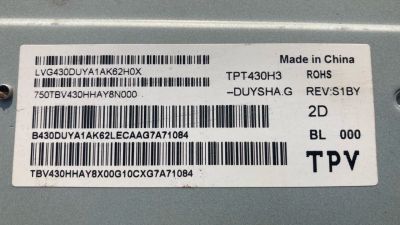 Made in China
LVG430DUYA1AK62H0X
TPT430H3 ROHS
750TBV430HHAY8N000
-DUYSHA.G REV:S1BY
2D
B430DUYA1AK62LECAAG7A71084
BL 000
TPV
TBV430HHAY8X00G10CXG7A71084